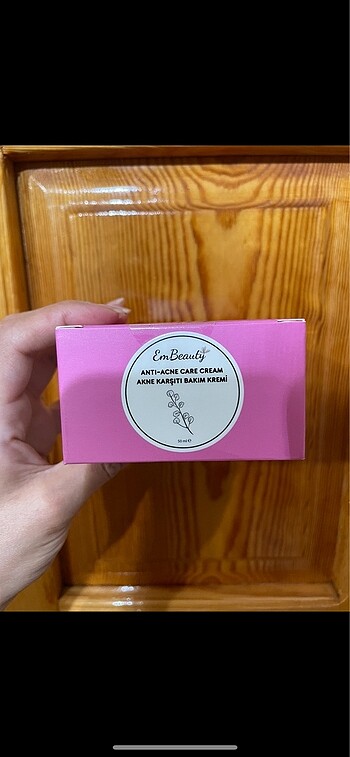 EmBeauty
ANTI-ACNE CARE CREAM
AKNE KARŞITI BAKIM KREMİ
50 ml ℮